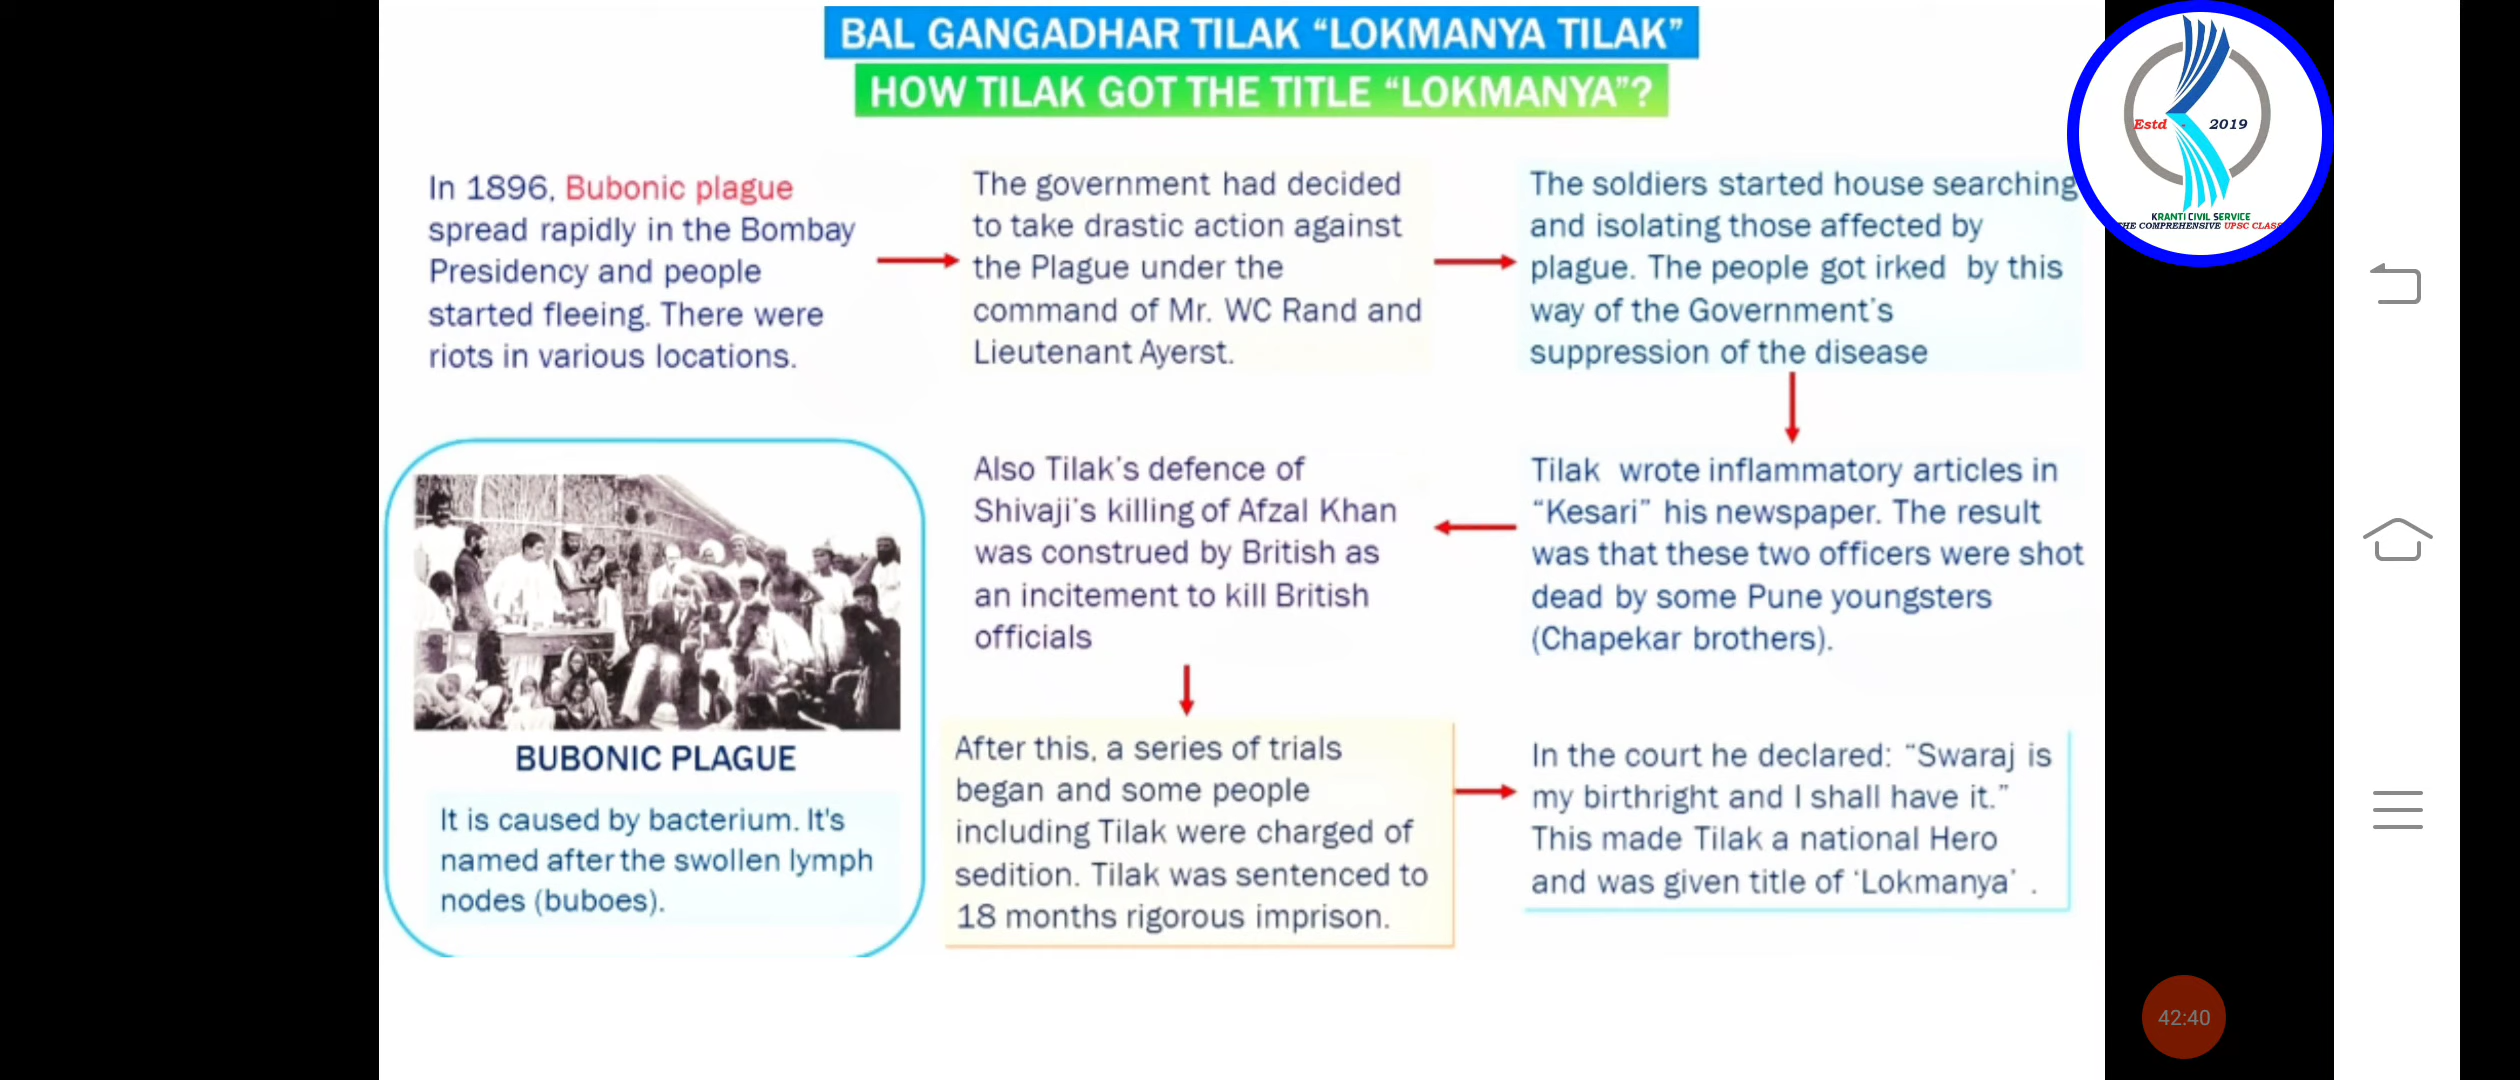 BAL GANGADHAR TILAK “LOKMANYA TILAK”
HOW TILAK GOT THE TITLE “LOKMANYA”?
In 1896, Bubonic plague
spread rapidly in the Bombay
Presidency and people
started fleeing. There were
riots in various locations.
The government had decided
to take drastic action against
the Plague under the
command of Mr. WC Rand and
Lieutenant Ayerst.
The soldiers started house searching
and isolating those affected by
plague. The people got irked by this
way of the Government's
suppression of the disease
Tilak wrote inflammatory articles in
“Kesari” his newspaper. The result
was that these two officers were shot
dead by some Pune youngsters
(Chapekar brothers).
Also Tilak's defence of
Shivaji's killing of Afzal Khan
was construed by British as
an incitement to kill British
officials
After this, a series of trials
began and some people
including Tilak were charged of
sedition. Tilak was sentenced to
18 months rigorous imprison.
In the court he declared: “Swaraj is
my birthright and I shall have it.”
This made Tilak a national Hero
and was given title of ‘Lokmanya’ .
BUBONIC PLAGUE
It is caused by bacterium. It's
named after the swollen lymph
nodes (buboes).
Estd - 2019
KRANTI CIVIL SERVICE
THE COMPREHENSIVE UPSC CLASS
42:40